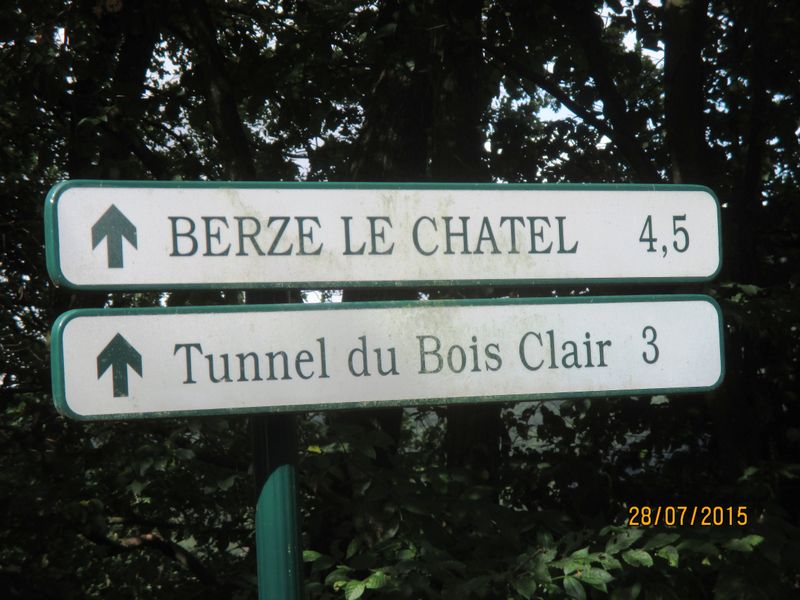 BERZE LE CHATEL 4,5
Tunnel du Bois Clair 3
28/07/2015